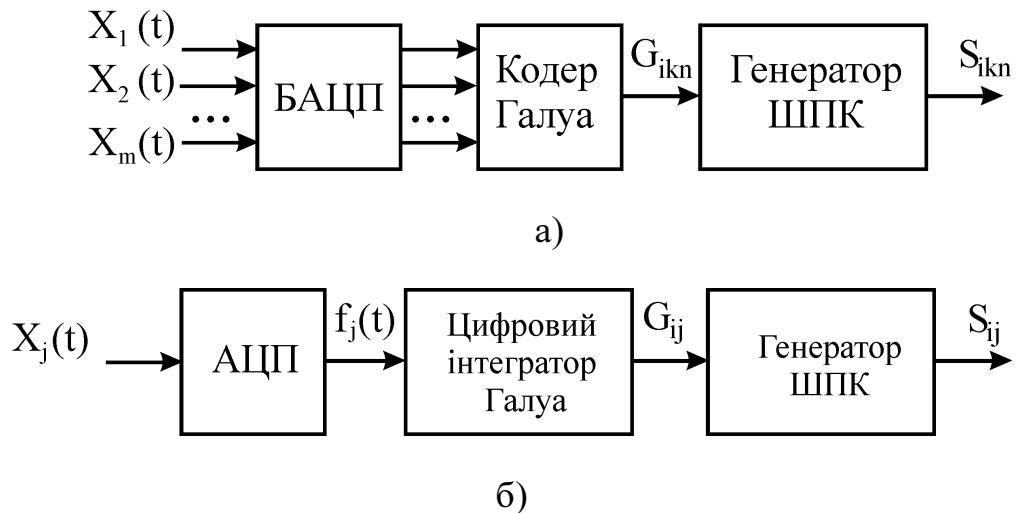 X1 (t)
X2 (t)
...
Xm(t)
БАЦП
...
Кодер
Галуа
Gikn
Генератор
ШПК
Sikn
а)
Xj(t)
АЦП
fj(t)
Цифровий
інтегратор
Галуа
Gij
Генератор
ШПК
Sij
б)